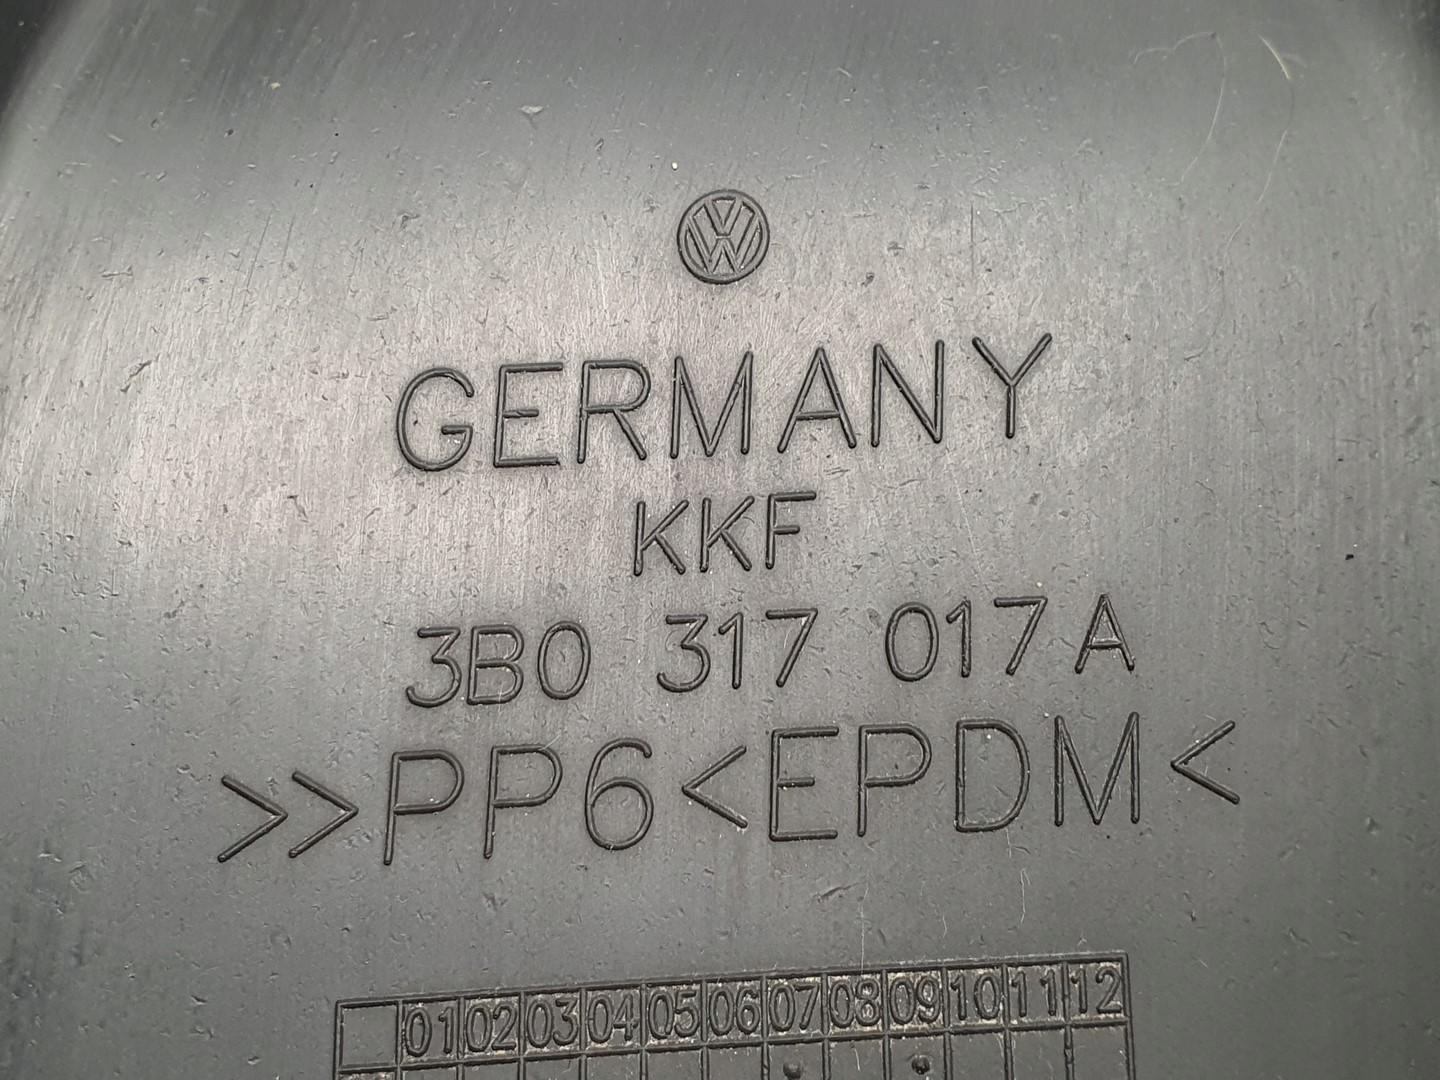 GERMANY
KKF
3B0 317 017 A
>>PP6<EPDM<
01 02 03 04 05 06 07 08 09 10 11 12